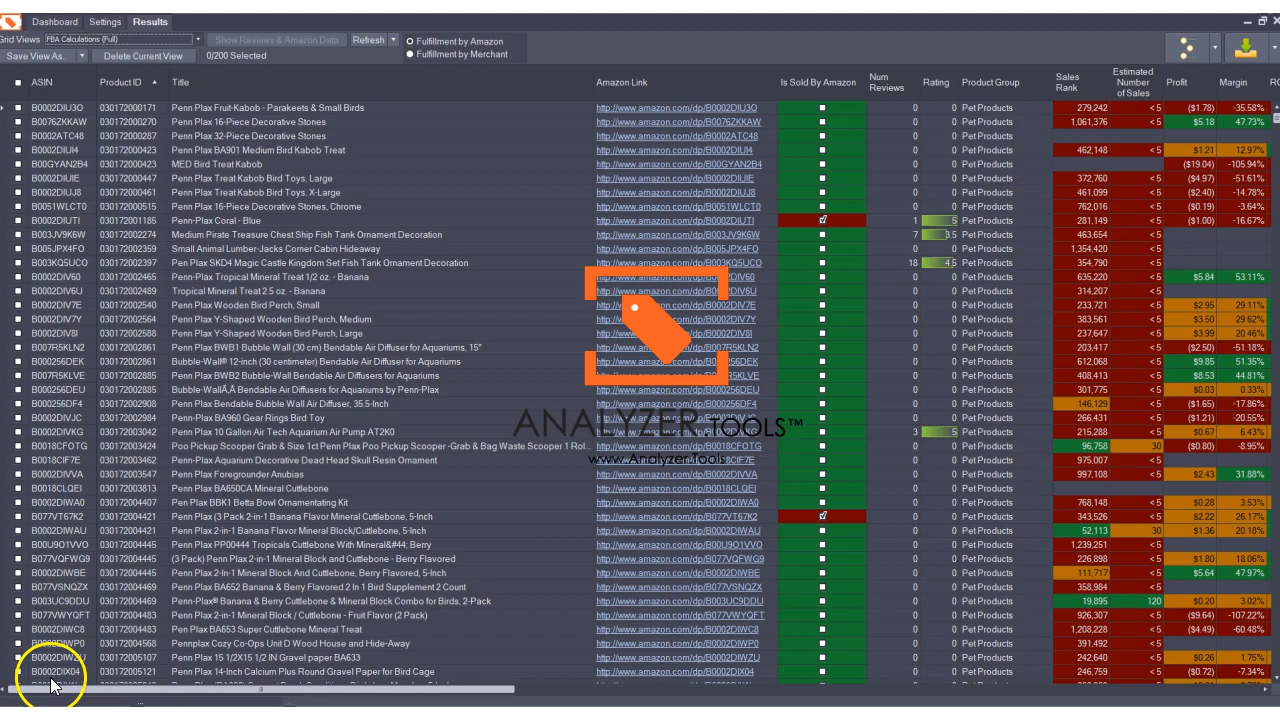 Dashboard Settings Results
Grid Views FBA Calculations (Full) Show Reviews & Amazon Data Refresh Fulfillment by Amazon
Fulfillment by Merchant
Save View As. Delete Current View 0/200 Selected
ASIN Product ID Title Amazon Link Is Sold By Amazon Num Reviews Rating Product Group Sales Rank Estimated Number of Sales Profit Margin
B0002DIU3O 030172000171 Penn Plax Fruit-Kabob - Parakeets & Small Birds http://www.amazon.com/dp/B0002DIU3O 0 0 Pet Products 279,242 < 5 ($1.78) -35.58%
B0076ZKKAW 030172000270 Penn Plax 16-Piece Decorative Stones http://www.amazon.com/dp/B0076ZKKAW 0 0 Pet Products 1,061,376 < 5 $5.18 47.73%
B0002ATC48 030172000287 Penn Plax 32-Piece Decorative Stones http://www.amazon.com/dp/B0002ATC48 0 0 Pet Products
B0002DIUI4 030172000423 Penn Plax BA901 Medium Bird Kabob Treat http://www.amazon.com/dp/B0002DIUI4 0 0 Pet Products 462,148 < 5 $1.21 12.97%
B00GYAN2B4 030172000423 MED Bird Treat Kabob http://www.amazon.com/dp/B00GYAN2B4 0 0 Pet Products ($19.04) -105.94%
B0002DIUIE 030172000447 Penn Plax Treat Kabob Bird Toys, Large http://www.amazon.com/dp/B0002DIUIE 0 0 Pet Products 372,760 < 5 ($4.97) -51.61%
B0002DIUJ8 030172000461 Penn Plax Treat Kabob Bird Toys, X-Large http://www.amazon.com/dp/B0002DIUJ8 0 0 Pet Products 461,099 < 5 ($2.40) -14.78%
B0051WLCT0 030172000515 Penn Plax 16-Piece Decorative Stones, Chrome http://www.amazon.com/dp/B0051WLCT0 0 0 Pet Products 762,016 < 5 ($0.19) -3.64%
B0002DIUTI 030172001185 Penn-Plax Coral - Blue http://www.amazon.com/dp/B0002DIUTI 1 5 Pet Products 281,149 < 5 ($1.00) -16.67%
B003JV9K6W 030172002274 Medium Pirate Treasure Chest Ship Fish Tank Ornament Decoration http://www.amazon.com/dp/B003JV9K6W 7 3.5 Pet Products 463,654 < 5
B005JPX4FO 030172002359 Small Animal Lumber-Jacks Corner Cabin Hideaway http://www.amazon.com/dp/B005JPX4FO 0 0 Pet Products 1,354,420 < 5
B003KQ5UCO 030172002397 Pen Plax SKD4 Magic Castle Kingdom Set Fish Tank Ornament Decoration http://www.amazon.com/dp/B003KQ5UCO 18 4.5 Pet Products 354,790 < 5
B0002DIV60 030172002465 Penn-Plax Tropical Mineral Treat 1/2 oz. - Banana 0 0 Pet Products 635,220 < 5 $5.84 53.11%
B0002DIV6U 030172002489 Tropical Mineral Treat 2.5 oz. - Banana 0 0 Pet Products 314,207 < 5
B0002DIV7E 030172002540 Penn Plax Wooden Bird Perch, Small 0 0 Pet Products 233,721 < 5 $2.95 29.11%
B0002DIV7Y 030172002564 Penn Plax Y-Shaped Wooden Bird Perch, Medium 0 0 Pet Products 383,561 < 5 $3.50 29.62%
B0002DIV8I 030172002588 Penn Plax Y-Shaped Wooden Bird Perch, Large 0 0 Pet Products 237,647 < 5 $3.99 20.46%
B007R5KLN2 030172002861 Penn Plax BWB1 Bubble Wall (30 cm) Bendable Air Diffuser for Aquariums, 15" 0 0 Pet Products 203,417 < 5 ($2.50) -51.18%
B000256DEK 030172002861 Bubble-Wall® 12-inch (30 centimeter) Bendable Air Diffuser for Aquariums 0 0 Pet Products 612,068 < 5 $9.85 51.35%
B007R5KLVE 030172002885 Penn Plax BWB2 Bubble-Wall Bendable Air Diffusers for Aquariums 0 0 Pet Products 408,413 < 5 $8.53 44.81%
B000256DEU 030172002885 Bubble-WallÃ‚Â Bendable Air Diffusers for Aquariums by Penn-Plax http://www.amazon.com/dp/B000256DEU 0 0 Pet Products 301,775 < 5 $0.03 0.33%
B000256DF4 030172002908 Penn Plax Bendable Bubble Wall Air Diffuser, 35.5-Inch http://www.amazon.com/dp/B000256DF4 0 0 Pet Products 146,129 < 5 ($1.65) -17.86%
B0002DIVJC 030172002984 Penn-Plax BA960 Gear Rings Bird Toy 0 0 Pet Products 266,431 < 5 ($1.21) -20.55%
ANALYZER TOOLS™
B0002DIVKG 030172003042 Penn Plax 10 Gallon Air Tech Aquarium Air Pump AT2K0 3 5 Pet Products 215,288 < 5 $0.67 6.43%
B0018CFOTG 030172003424 Poo Pickup Scooper Grab & Size 1ct Penn Plax Poo Pickup Scooper -Grab & Bag Waste Scooper 1 Rol... http://www.amazon.com/dp/B0018CFOTG 0 0 Pet Products 96,758 30 ($0.80) -8.95%
B0018CIF7E 030172003462 Penn-Plax Aquarium Decorative Dead Head Skull Resin Ornament www.Analyzer.Tools 0 0 Pet Products 975,007 < 5
B0002DIVVA 030172003547 Penn Plax Foregrounder Anubias http://www.amazon.com/dp/B0002DIVVA 0 0 Pet Products 997,108 < 5 $2.43 31.88%
B0018CLQEI 030172003813 Penn Plax BA650CA Mineral Cuttlebone http://www.amazon.com/dp/B0018CLQEI 0 0 Pet Products
B0002DIWA0 030172004407 Pen Plax BBK1 Betta Bowl Ornamentating Kit http://www.amazon.com/dp/B0002DIWA0 0 0 Pet Products 768,148 < 5 $0.28 3.53%
B077VT67K2 030172004421 Penn Plax (3 Pack 2-in-1 Banana Flavor Mineral Cuttlebone, 5-Inch http://www.amazon.com/dp/B077VT67K2 0 0 Pet Products 343,526 < 5 $2.22 26.17%
B0002DIWAU 030172004421 Penn Plax 2-in-1 Banana Flavor Mineral Block/Cuttlebone, 5-Inch http://www.amazon.com/dp/B0002DIWAU 0 0 Pet Products 52,113 30 $1.36 20.18%
B00U9O1VVO 030172004445 Penn Plax PP00444 Tropicals Cuttlebone With Mineral&#44; Berry http://www.amazon.com/dp/B00U9O1VVO 0 0 Pet Products 1,239,251 < 5
B077VQFWG9 030172004445 (3 Pack) Penn Plax 2-in-1 Mineral Block and Cuttlebone - Berry Flavored http://www.amazon.com/dp/B077VQFWG9 0 0 Pet Products 226,898 < 5 $1.80 18.06%
B0002DIWBE 030172004445 Penn Plax 2-In-1 Mineral Block And Cuttlebone, Berry Flavored, 5-Inch http://www.amazon.com/dp/B0002DIWBE 0 0 Pet Products 111,717 < 5 $5.64 47.97%
B077VSNQZX 030172004469 Penn Plax BA652 Banana & Berry Flavored 2 In 1 Bird Supplement 2 Count http://www.amazon.com/dp/B077VSNQZX 0 0 Pet Products 358,984 < 5
B003UC9DDU 030172004469 Penn-Plax® Banana & Berry Cuttlebone & Mineral Block Combo for Birds, 2-Pack http://www.amazon.com/dp/B003UC9DDU 0 0 Pet Products 19,895 120 $0.20 3.02%
B077VWYQFT 030172004483 Penn Plax 2-in-1 Mineral Block / Cuttlebone - Fruit Flavor (2 Pack) http://www.amazon.com/dp/B077VWYQFT 0 0 Pet Products 926,307 < 5 ($9.64) -107.22%
B0002DIWC8 030172004483 Pen Plax BA653 Super Cuttlebone Mineral Treat http://www.amazon.com/dp/B0002DIWC8 0 0 Pet Products 1,208,228 < 5 ($4.49) -60.48%
B0002DIWP0 030172004568 Pennplax Cozy Co-Ops Unit D Wood House and Hide-Away http://www.amazon.com/dp/B0002DIWP0 0 0 Pet Products 391,492 < 5
B0002DIWZU 030172005107 Penn Plax 15 1/2X15 1/2 IN Gravel paper BA633 http://www.amazon.com/dp/B0002DIWZU 0 0 Pet Products 242,640 < 5 $0.26 1.75%
B0002DIX04 030172005121 Penn Plax 14-Inch Calcium Plus Round Gravel Paper for Bird Cage http://www.amazon.com/dp/B0002DIX04 0 0 Pet Products 246,759 < 5 ($0.72) -7.34%